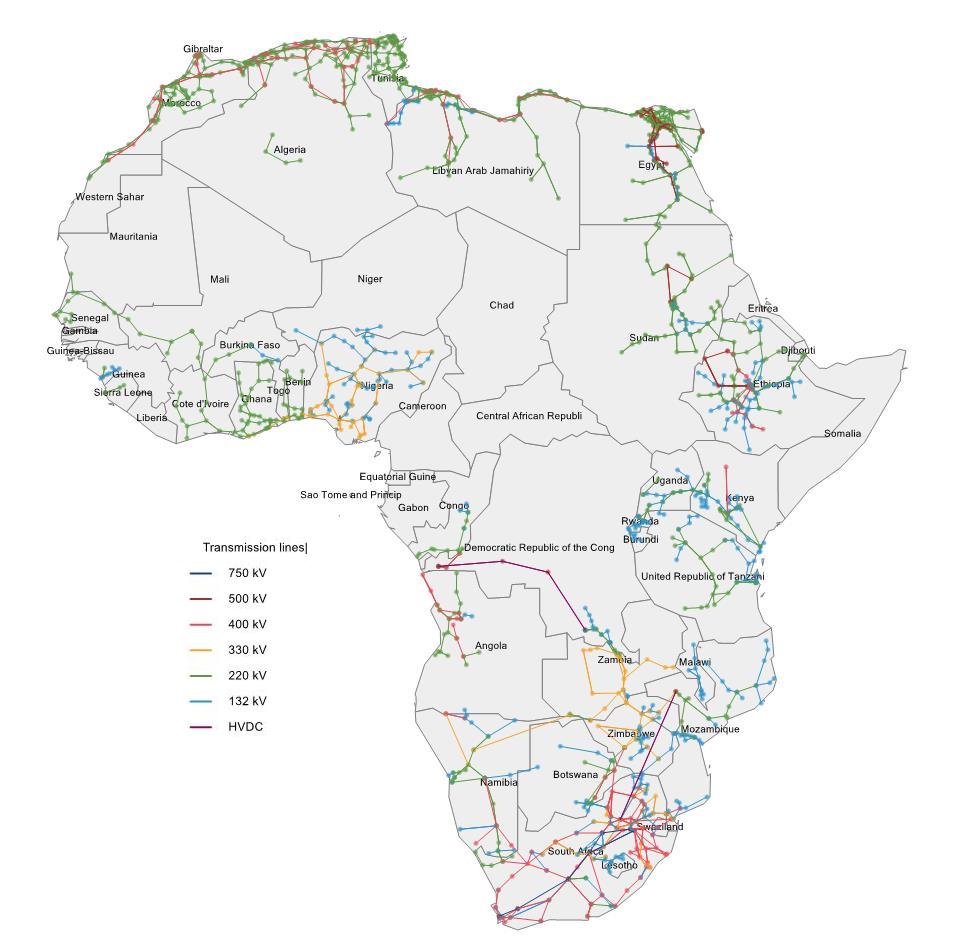 Gibraltar
Tunisia
Morocco
Algeria
Libyan Arab Jamahiriy
Egypt
Western Sahar
Mauritania
Mali
Niger
Chad
Sudan
Eritrea
Senegal
Gambia
Guinea-Bissau
Burkina Faso
Djibouti
Guinea
Sierra Leone
Benin
Togo
Nigeria
Ethiopia
Ghana
Cote d'Ivoire
Liberia
Cameroon
Central African Republi
Somalia
Equatorial Guine
Sao Tome and Princip
Gabon
Congo
Uganda
Kenya
Rwanda
Burundi
Democratic Republic of the Cong
United Republic of Tanzani
Transmission lines|
750 kV
500 kV
400 kV
330 kV
220 kV
132 kV
HVDC
Angola
Zambia
Malawi
Mozambique
Zimbabwe
Botswana
Namibia
Swaziland
South Africa
Lesotho